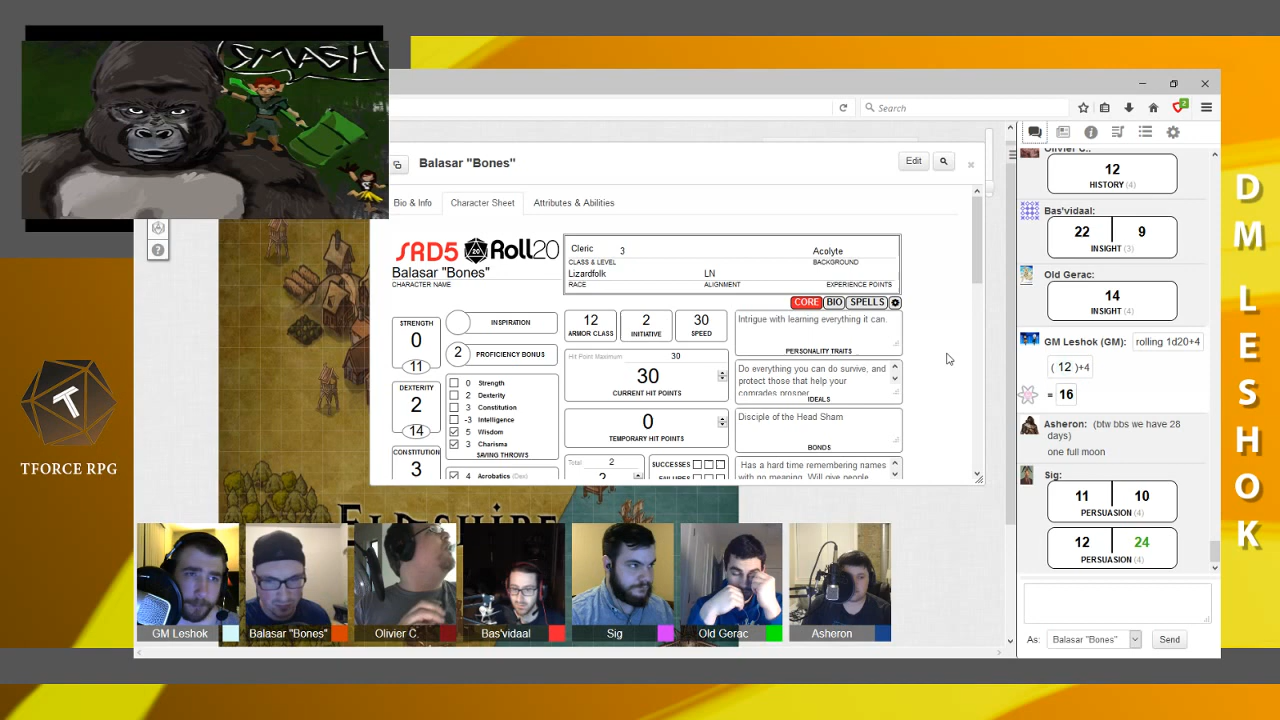 SMASH
Search
2
Balasar "Bones"
Edit
Bio & Info
Character Sheet
Attributes & Abilities
SRD5
20
Roll20
Balasar "Bones"
CHARACTER NAME
Cleric
3
Acolyte
CLASS & LEVEL
BACKGROUND
Lizardfolk
LN
RACE
ALIGNMENT
EXPERIENCE POINTS
CORE
BIO
SPELLS
STRENGTH
0
11
DEXTERITY
2
14
CONSTITUTION
3
INSPIRATION
2
PROFICIENCY BONUS
0 Strength
2 Dexterity
3 Constitution
-3 Intelligence
5 Wisdom
3 Charisma
SAVING THROWS
4 Acrobatics (Dex)
12
ARMOR CLASS
2
INITIATIVE
30
SPEED
Hit Point Maximum
30
30
CURRENT HIT POINTS
0
TEMPORARY HIT POINTS
Total
2
SUCCESSES
FAILURES
Intrigue with learning everything it can.
PERSONALITY TRAITS
Do everything you can do survive, and
protect those that help your
comrades prosper
IDEALS
Disciple of the Head Sham
BONDS
Has a hard time remembering names
with no meaning. Will give people
Olivier C.:
12
HISTORY (4)
Bas'vidaal:
22
9
INSIGHT (3)
Old Gerac:
14
INSIGHT (4)
GM Leshok (GM):
rolling 1d20+4
( 12 )+4
= 16
Asheron: (btw bbs we have 28
days)
one full moon
Sig:
11
10
PERSUASION (4)
12
24
PERSUASION (4)
As:
Balasar "Bones"
Send
DM LESHOK
T
TFORCE RPG
?
GM Leshok
Balasar "Bones"
Olivier C.
Bas'vidaal
Sig
Old Gerac
Asheron